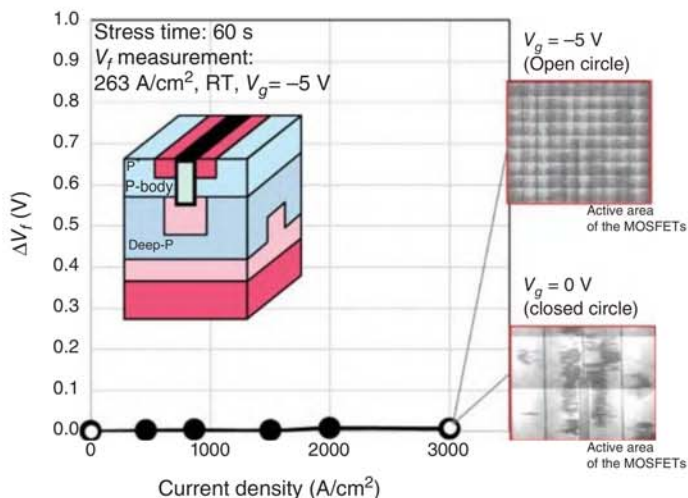 Stress time: 60 s
V_f measurement:
263 A/cm², RT, V_g= –5 V
P⁺
P-body
Deep-P
ΔV_f (V)
1.0
0.9
0.8
0.7
0.6
0.5
0.4
0.3
0.2
0.1
0.0
0
1000
2000
3000
Current density (A/cm²)
V_g = –5 V
(Open circle)
Active area
of the MOSFETs
V_g = 0 V
(closed circle)
Active area
of the MOSFETs